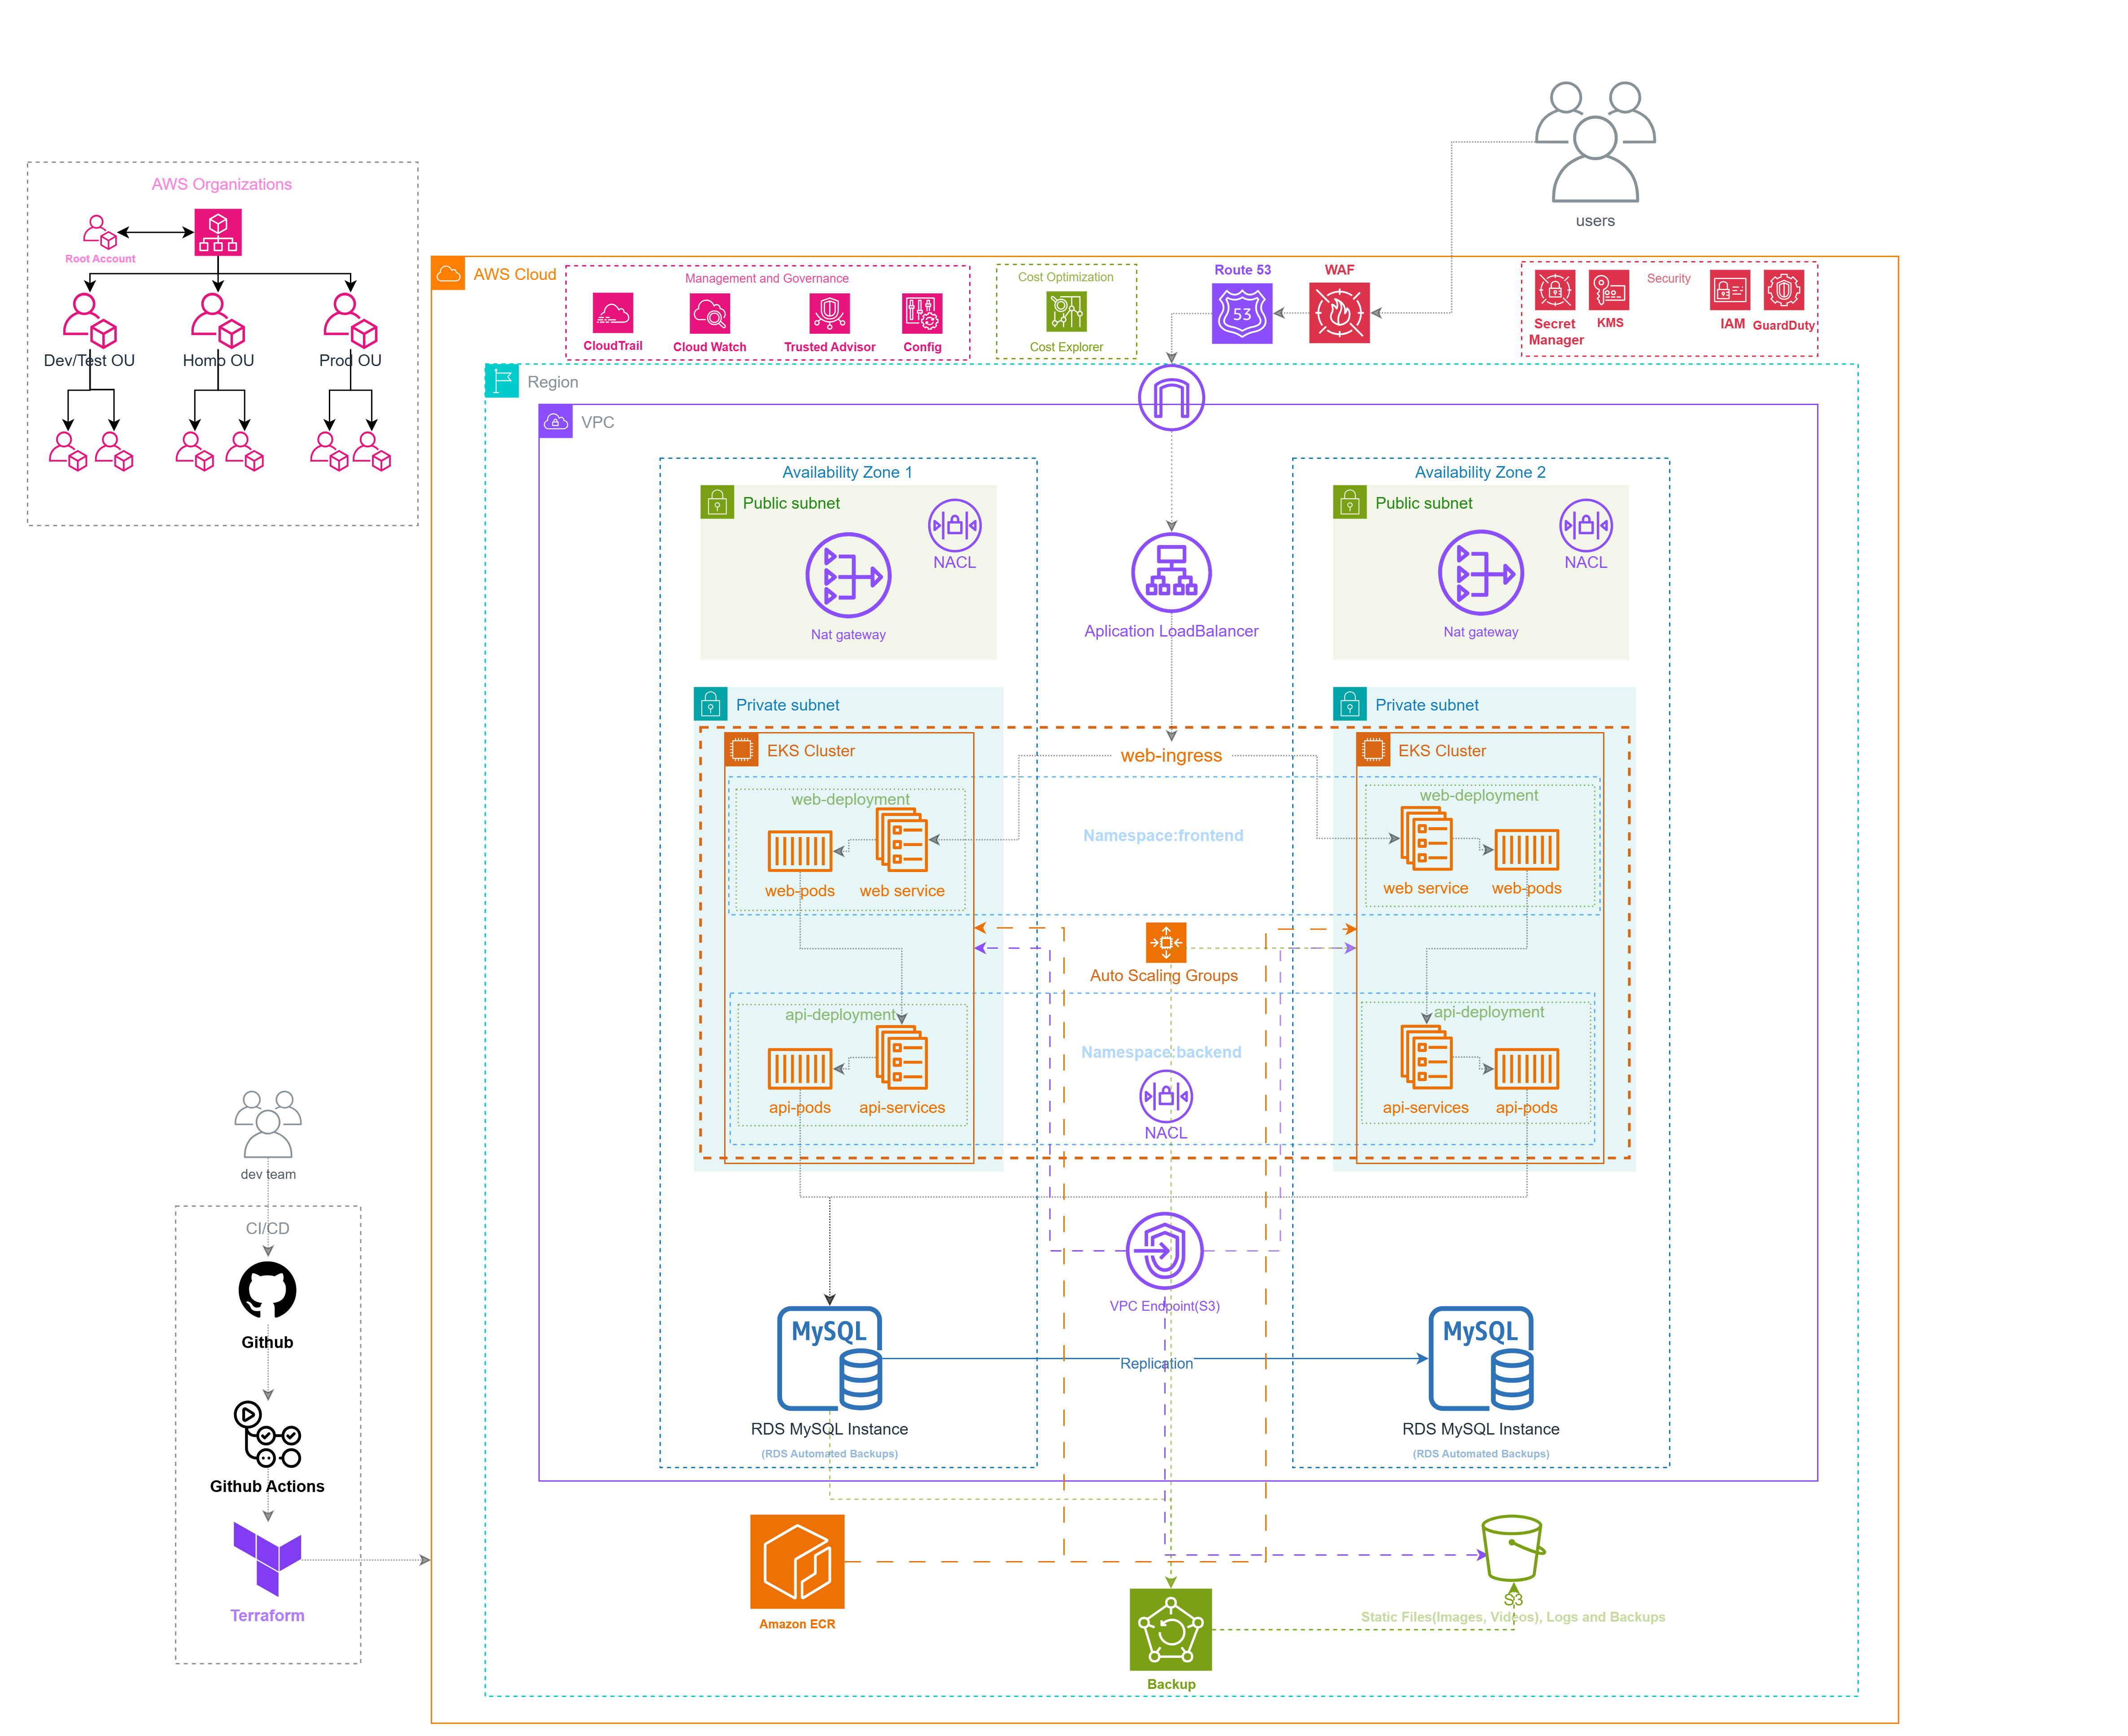 users
AWS Organizations
Root Account
Dev/Test OU
Homo OU
Prod OU
AWS Cloud
Management and Governance
CloudTrail
Cloud Watch
Trusted Advisor
Config
Cost Optimization
Cost Explorer
Route 53
53
WAF
Security
Secret
Manager
KMS
IAM
GuardDuty
Region
VPC
Availability Zone 1
Public subnet
NACL
Nat gateway
Aplication LoadBalancer
Availability Zone 2
Public subnet
NACL
Nat gateway
Private subnet
EKS Cluster
web-ingress
Private subnet
EKS Cluster
web-deployment
web-pods
web service
Namespace:frontend
web-deployment
web service
web-pods
Auto Scaling Groups
api-deployment
api-pods
api-services
Namespace:backend
NACL
api-deployment
api-services
api-pods
VPC Endpoint(S3)
MySQL
RDS MySQL Instance
(RDS Automated Backups)
Replication
MySQL
RDS MySQL Instance
(RDS Automated Backups)
dev team
CI/CD
Github
Github Actions
Terraform
Amazon ECR
Backup
S3
Static Files(Images, Videos), Logs and Backups